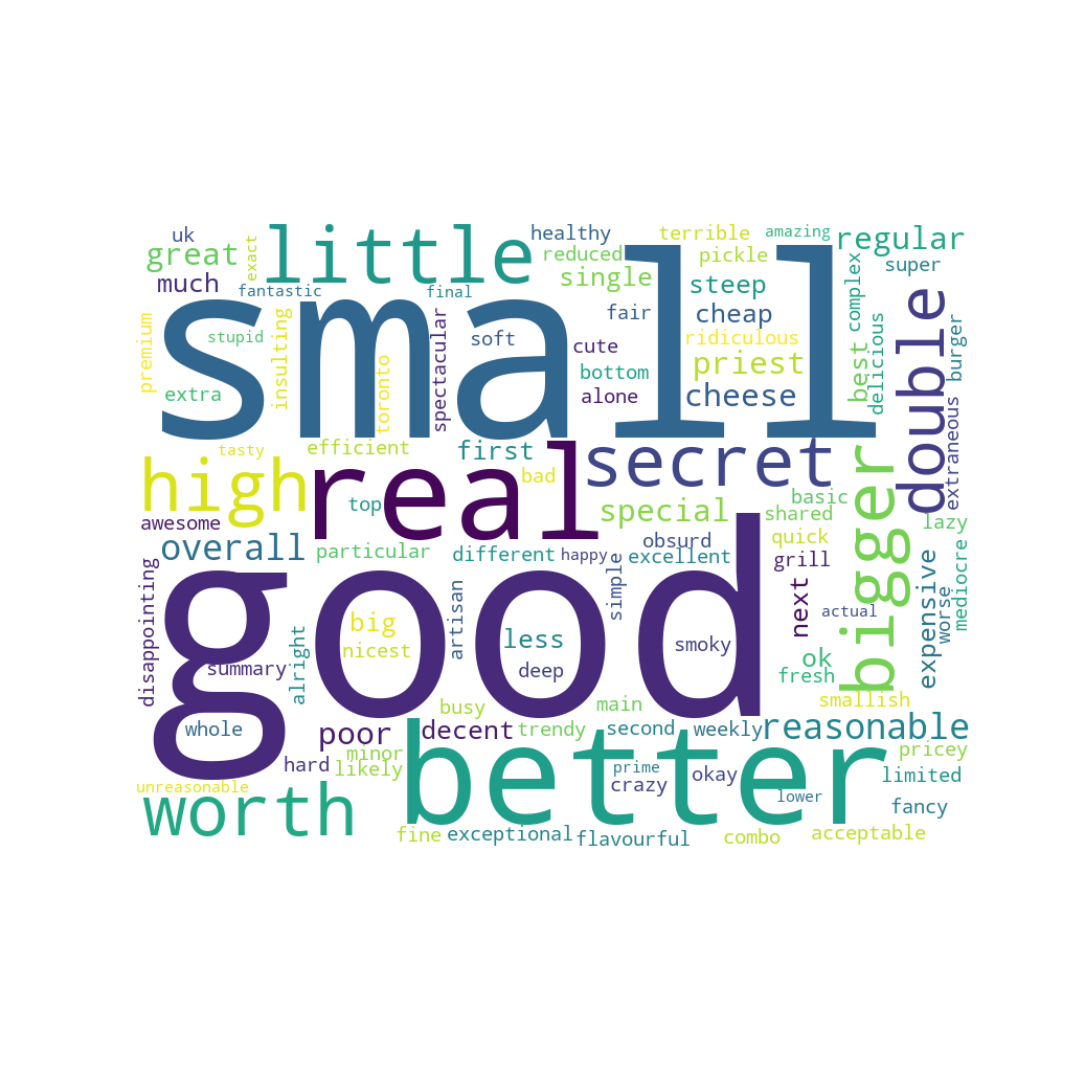 uk
great
much
exact
little
fantastic
final
healthy
reduced
single
terrible
pickle
amazing
regular
super
steep
complex
premium
stupid
extra
insulting
toronto
spectacular
soft
small
fair
cute
bottom
alone
cheap
ridiculous
priest
cheese
best
delicious
double
burger
extraneous
tasty
efficient
high
real
first
bad
secret
awesome
top
special
basic
shared
bigger
lazy
overall
particular
different
happy
absurd
excellent
quick
grill
mediocre
disappointing
summary
alright
big
nicest
artisan
less
deep
simple
smoky
next
actual
ok
fresh
expensive
worse
good
whole
poor
busy
decent
trendy
main
second
weekly
smallish
reasonable
pricey
hard
minor
likely
better
prime
crazy
okay
lower
limited
fancy
unreasonable
worth
fine
exceptional
flavourful
combo
acceptable